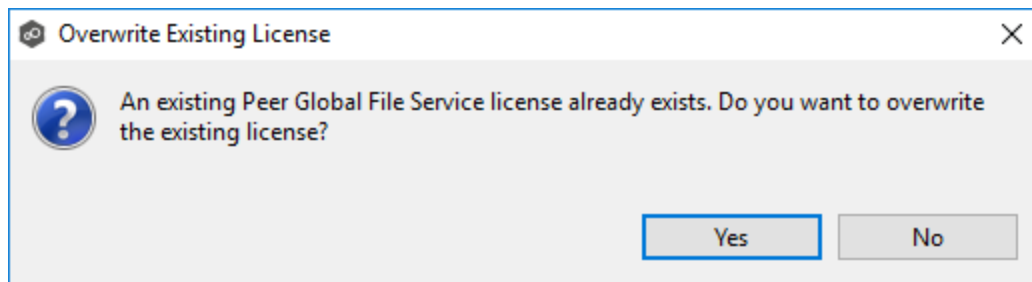 Overwrite Existing License
An existing Peer Global File Service license already exists. Do you want to overwrite
the existing license?
Yes
No